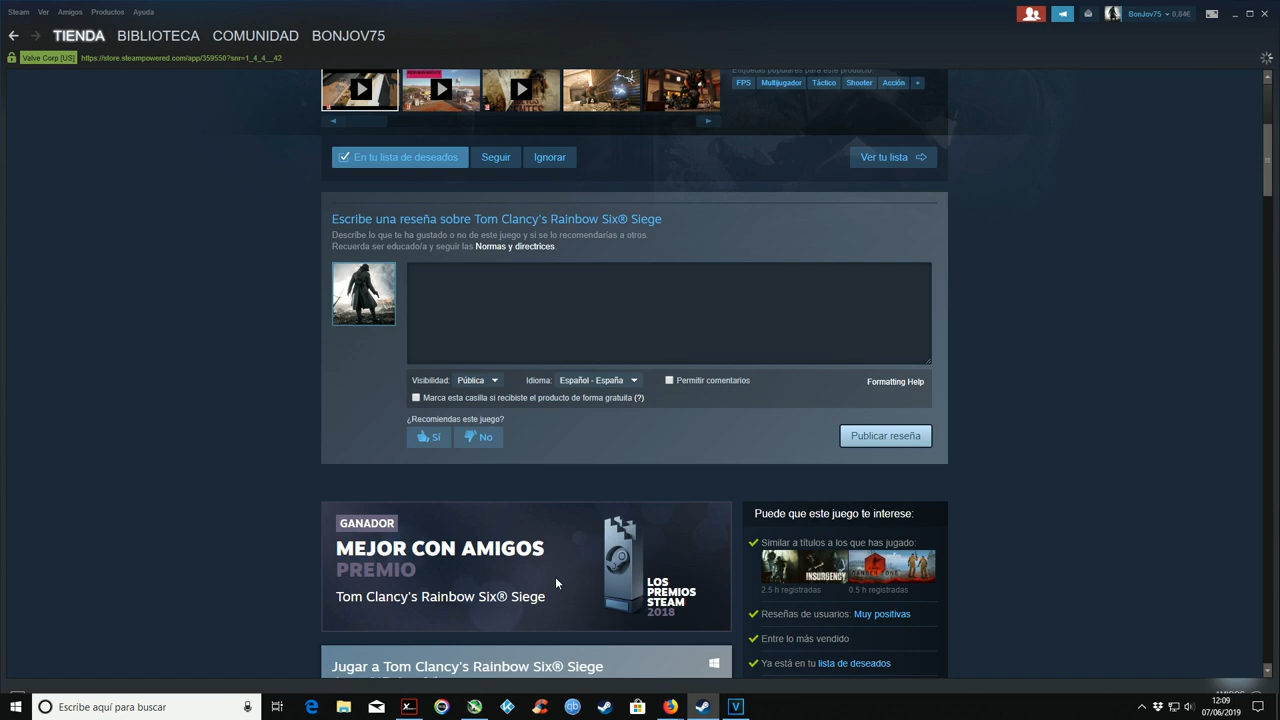 Steam Ver Amigos Productos Ayuda
BonJov75 0,84€
TIENDA BIBLIOTECA COMUNIDAD BONJOV75
Valve Corp [US] https://store.steampowered.com/app/359550?snr=1_4_4__42
Etiquetas populares para este producto:
FPS Multijugador Táctico Shooter Acción +
En tu lista de deseados Seguir Ignorar Ver tu lista
Escribe una reseña sobre Tom Clancy's Rainbow Six® Siege
Describe lo que te ha gustado o no de este juego y si se lo recomendarías a otros.
Recuerda ser educado/a y seguir las Normas y directrices.
Visibilidad: Pública Idioma: Español - España Permitir comentarios Formatting Help
Marca esta casilla si recibiste el producto de forma gratuita (?)
¿Recomiendas este juego?
Sí No Publicar reseña
GANADOR
MEJOR CON AMIGOS
PREMIO
Tom Clancy's Rainbow Six® Siege
LOS
PREMIOS
STEAM
2018
Puede que este juego te interese:
Similar a títulos a los que has jugado:
INSURGENCY
2.5 h registradas 0.5 h registradas
Reseñas de usuarios: Muy positivas
Entre lo más vendido
Ya está en tu lista de deseados
Jugar a Tom Clancy's Rainbow Six® Siege
Escribe aquí para buscar
12:09
07/06/2019